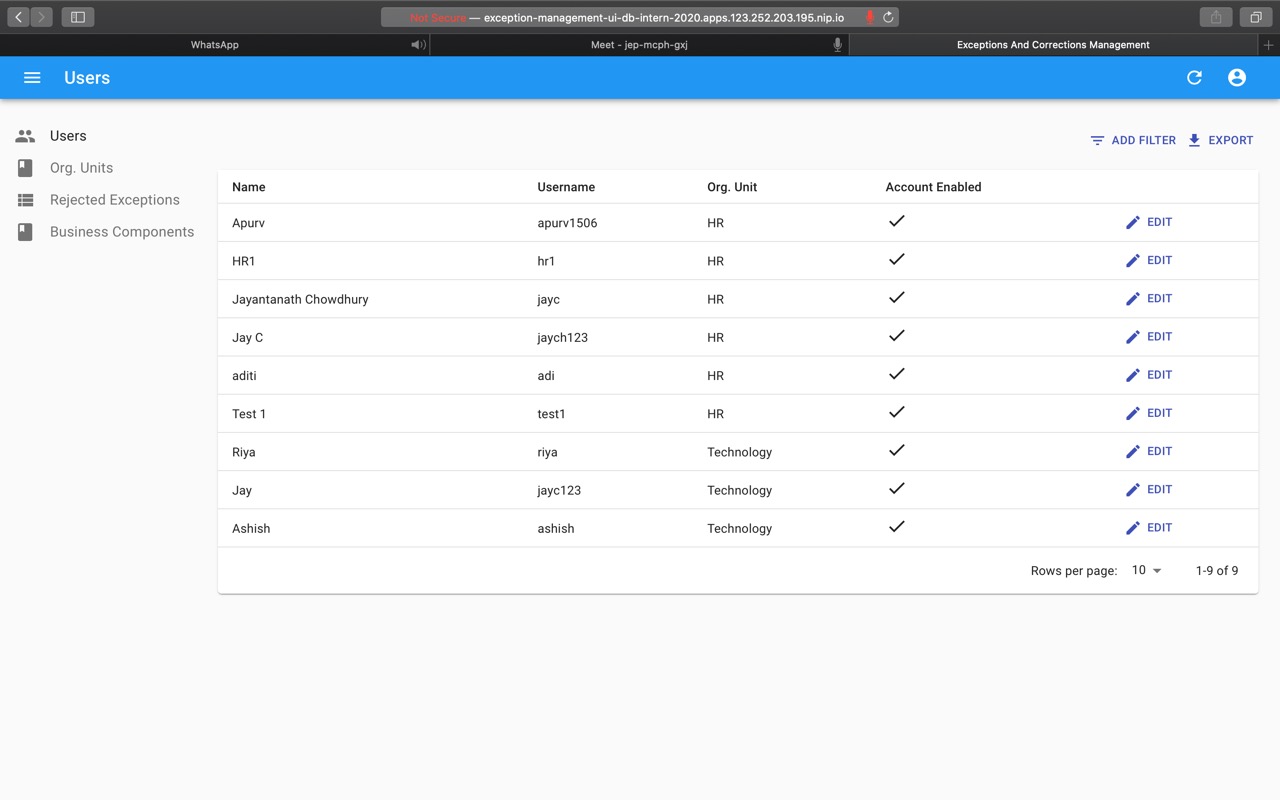 Not Secure — exception-management-ui-db-intern-2020.apps.123.252.203.195.nip.io
WhatsApp Meet - jep-mcph-gxj Exceptions And Corrections Management
Users
Users
Org. Units
Rejected Exceptions
Business Components
ADD FILTER EXPORT
Name Username Org. Unit Account Enabled
Apurv apurv1506 HR EDIT
HR1 hr1 HR EDIT
Jayantanath Chowdhury jayc HR EDIT
Jay C jaych123 HR EDIT
aditi adi HR EDIT
Test 1 test1 HR EDIT
Riya riya Technology EDIT
Jay jayc123 Technology EDIT
Ashish ashish Technology EDIT
Rows per page: 10 1-9 of 9